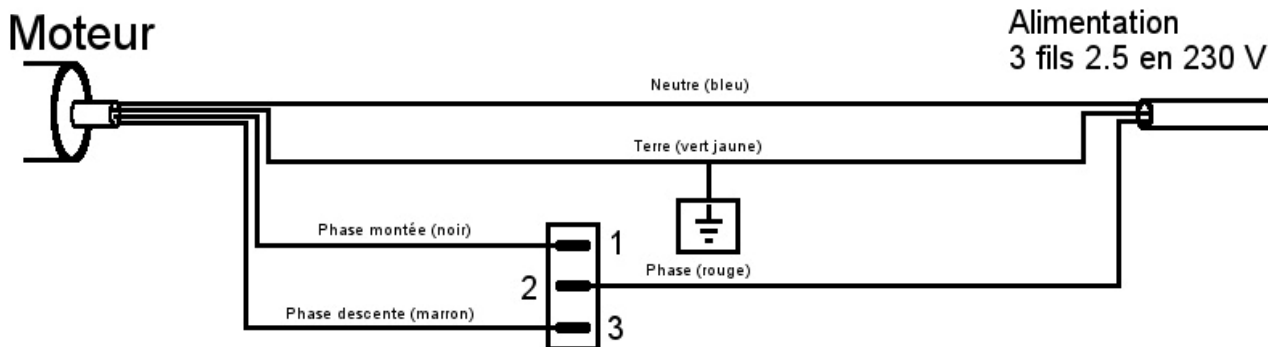 Moteur
Alimentation
3 fils 2.5 en 230 V
Neutre (bleu)
Terre (vert jaune)
Phase montée (noir)
1
Phase (rouge)
2
Phase descente (marron)
3